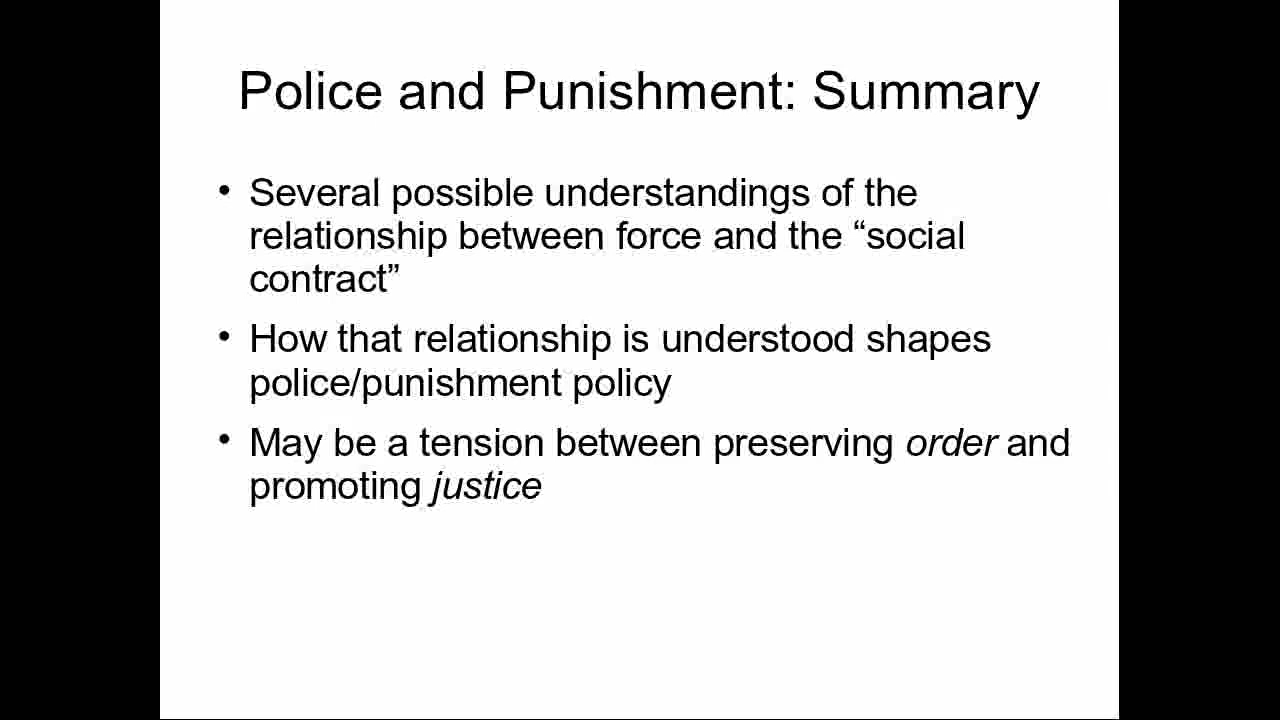 Police and Punishment: Summary
• Several possible understandings of the
relationship between force and the “social
contract”
• How that relationship is understood shapes
police/punishment policy
• May be a tension between preserving order and
promoting justice